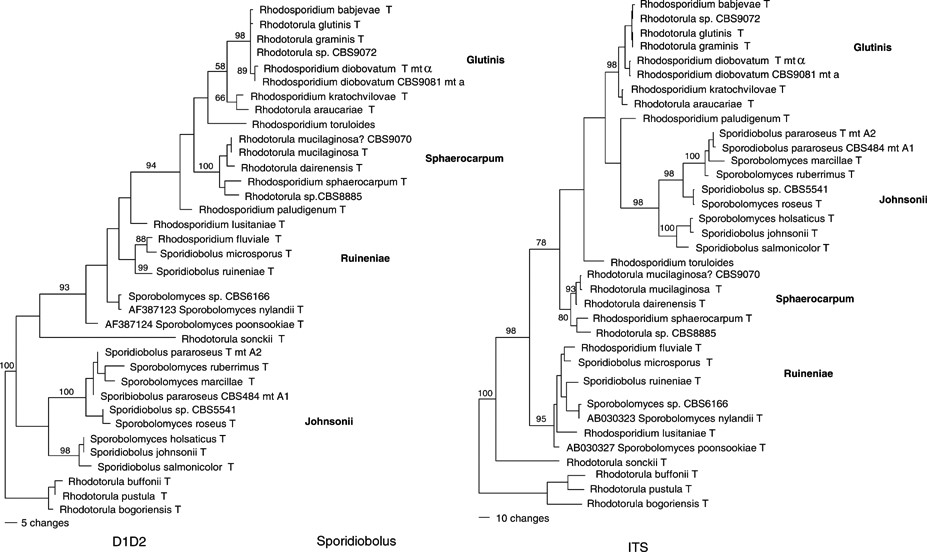 Rhodosporidium babjevae T
Rhodotorula glutinis T
98
Rhodotorula graminis T
Rhodotorula sp. CBS9072
Glutinis
58
89
Rhodosporidium diobovatum T mt α
Rhodosporidium diobovatum CBS9081 mt a
66
Rhodosporidium kratochvilovae T
Rhodotorula araucariae T
Rhodosporidium toruloides
Rhodotorula mucilaginosa? CBS9070
Rhodotorula mucilaginosa T
Sphaerocarpum
94
100
Rhodotorula dairenensis T
Rhodosporidium sphaerocarpum T
Rhodotorula sp.CBS8885
Rhodosporidium paludigenum T
Rhodosporidium lusitaniae T
88
Rhodosporidium fluviale T
Sporidiobolus microsporus T
Ruineniae
99
Sporidiobolus ruineniae T
93
Sporobolomyces sp. CBS6166
AF387123 Sporobolomyces nylandii T
AF387124 Sporobolomyces poonsookiae T
Rhodotorula sonckii T
Sporidiobolus pararoseus T mt A2
100
Sporobolomyces ruberrimus T
Sporobolomyces marcillae T
100
Sporibiobolus pararoseus CBS484 mt A1
Sporidiobolus sp. CBS5541
Johnsonii
Sporobolomyces roseus T
Sporobolomyces holsaticus T
98
Sporidiobolus johnsonii T
Sporidiobolus salmonicolor T
Rhodotorula buffonii T
Rhodotorula pustula T
Rhodotorula bogoriensis T
5 changes
D1D2
Sporidiobolus
Rhodosporidium babjevae T
Rhodotorula sp. CBS9072
Rhodotorula glutinis T
Rhodotorula graminis T
Glutinis
98
Rhodosporidium diobovatum T mt α
Rhodosporidium diobovatum CBS9081 mt a
Rhodosporidium kratochvilovae T
Rhodotorula araucariae T
Rhodosporidium paludigenum T
Sporidiobolus pararoseus T mt A2
Sporodiobolus pararoseus CBS484 mt A1
100
Sporobolomyces marcillae T
98
Sporobolomyces ruberrimus T
Sporidiobolus sp. CBS5541
Johnsonii
98
Sporobolomyces roseus T
Sporobolomyces holsaticus T
100
Sporidiobolus johnsonii T
78
Sporidiobolus salmonicolor T
Rhodosporidium toruloides
Rhodotorula mucilaginosa? CBS9070
93
Rhodotorula mucilaginosa T
Sphaerocarpum
Rhodotorula dairenensis T
80
Rhodosporidium sphaerocarpum T
98
Rhodotorula sp. CBS8885
Rhodosporidium fluviale T
Sporidiobolus microsporus T
Ruineniae
Sporidiobolus ruineniae T
100
Sporobolomyces sp. CBS6166
95
AB030323 Sporobolomyces nylandii T
Rhodosporidium lusitaniae T
AB030327 Sporobolomyces poonsookiae T
Rhodotorula sonckii T
Rhodotorula buffonii T
Rhodotorula pustula T
Rhodotorula bogoriensis T
10 changes
ITS